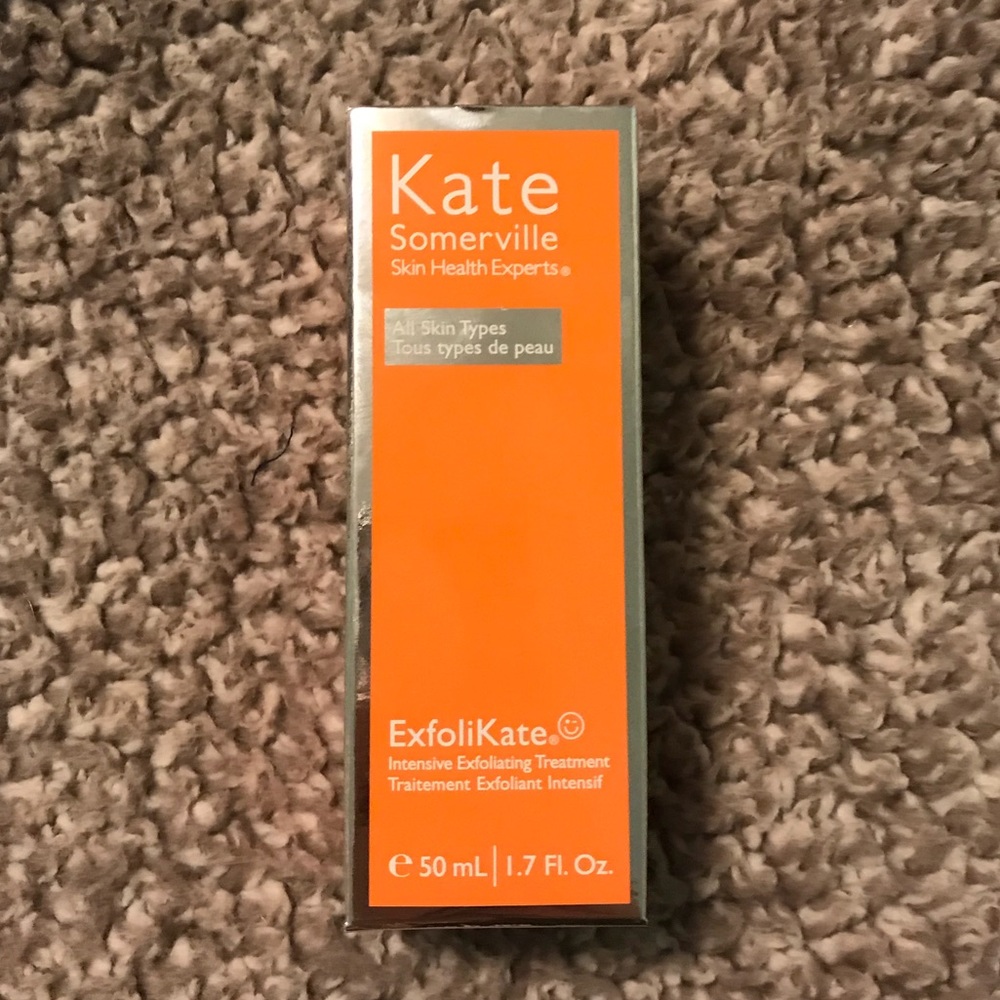 Kate
Somerville
Skin Health Experts®
All Skin Types
Tous types de peau
ExfoliKate®
Intensive Exfoliating Treatment
Traitement Exfoliant Intensif
℮ 50 mL | 1.7 Fl. Oz.